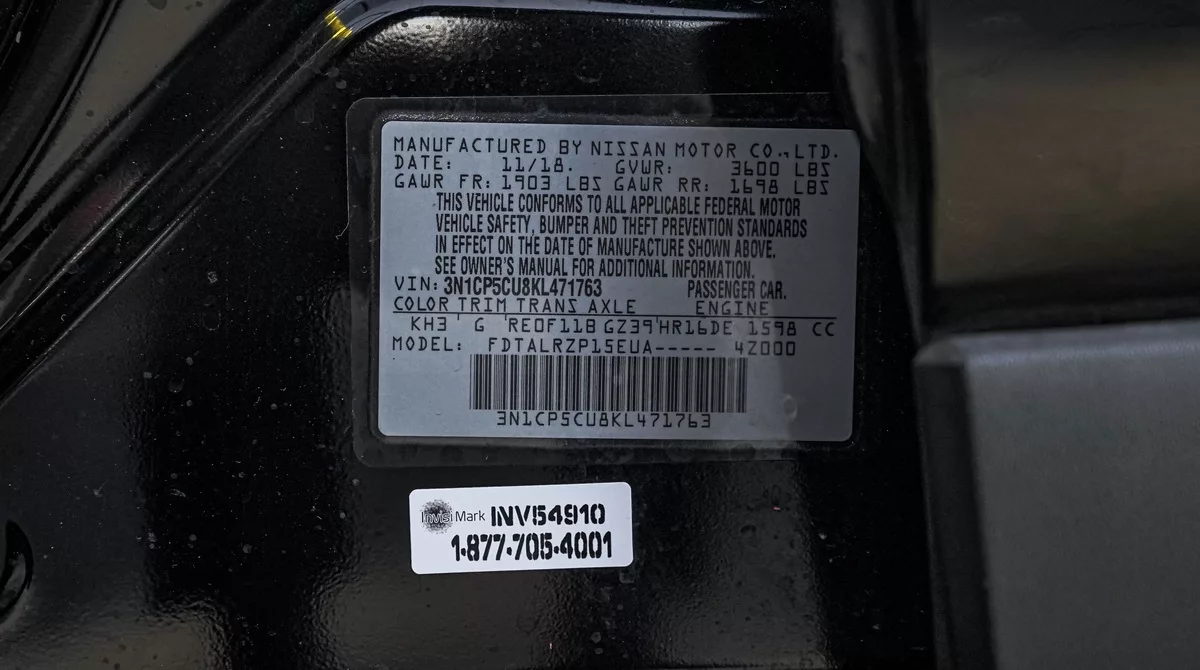 MANUFACTURED BY NISSAN MOTOR CO., LTD.
DATE: 11/18. GVWR: 3600 LBS
GAWR FR: 1903 LBS GAWR RR: 1698 LBS
THIS VEHICLE CONFORMS TO ALL APPLICABLE FEDERAL MOTOR
VEHICLE SAFETY, BUMPER AND THEFT PREVENTION STANDARDS
IN EFFECT ON THE DATE OF MANUFACTURE SHOWN ABOVE.
SEE OWNER'S MANUAL FOR ADDITIONAL INFORMATION.
VIN: 3N1CP5CU8KL471763 PASSENGER CAR.
COLOR TRIM TRANS AXLE ENGINE
KH3 ' G 'RE0F11B GZ39'HR16DE 1598 CC
MODEL: FDTALRZP15EUA----- 4Z000
3N1CP5CU8KL471763
InvisiMark INV54910
1-877-705-4001